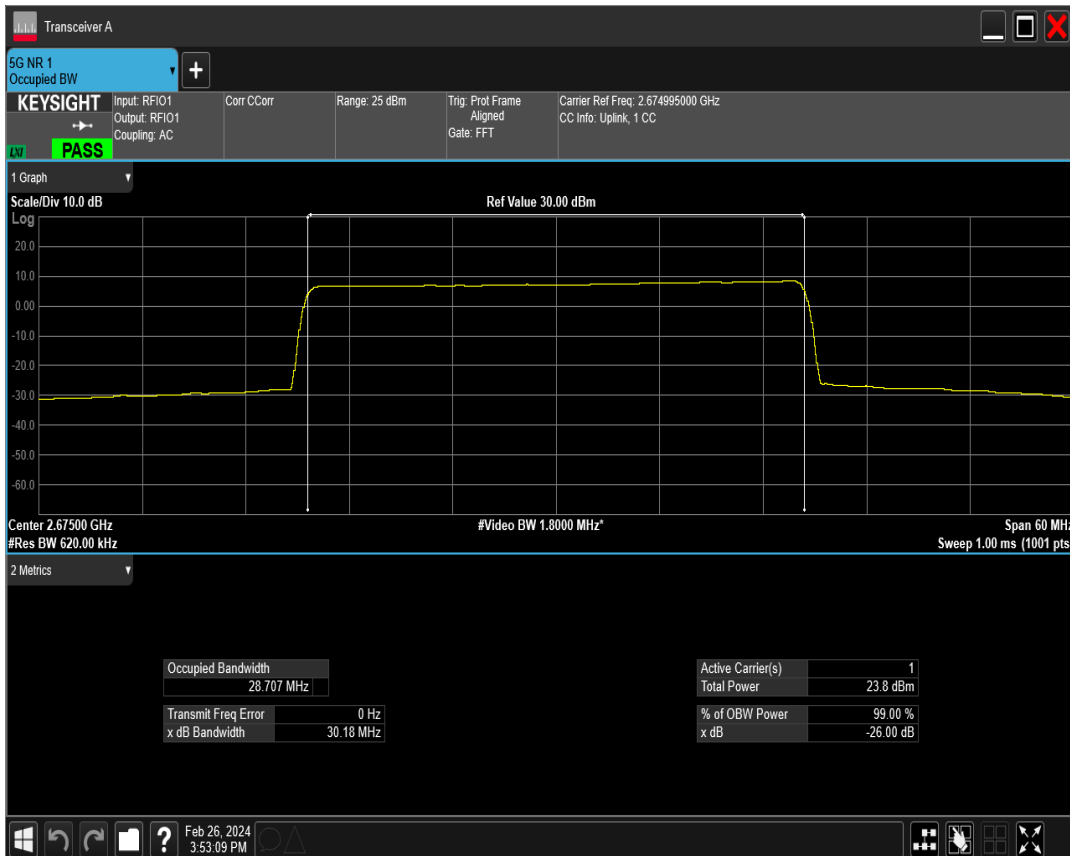 Transceiver A
5G NR 1
Occupied BW
+
KEYSIGHT
LXI
PASS
Input: RFIO1
Output: RFIO1
Coupling: AC
Corr CCorr
Range: 25 dBm
Trig: Prot Frame
Aligned
Gate: FFT
Carrier Ref Freq: 2.674995000 GHz
CC Info: Uplink, 1 CC
1 Graph
Scale/Div 10.0 dB
Ref Value 30.00 dBm
Log
20.0
10.0
0.00
-10.0
-20.0
-30.0
-40.0
-50.0
-60.0
Center 2.67500 GHz
#Video BW 1.8000 MHz*
Span 60 MHz
#Res BW 620.00 kHz
Sweep 1.00 ms (1001 pts
2 Metrics
Occupied Bandwidth
28.707 MHz
Transmit Freq Error 0 Hz
x dB Bandwidth 30.18 MHz
Active Carrier(s) 1
Total Power 23.8 dBm
% of OBW Power 99.00 %
x dB -26.00 dB
?
Feb 26, 2024
3:53:09 PM